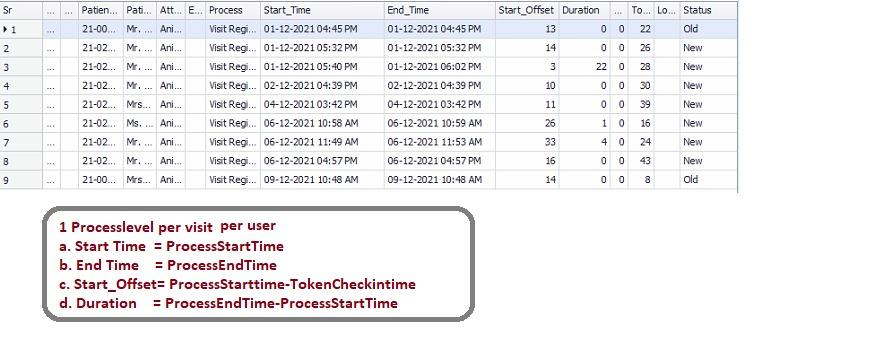 Sr ... ... Patien... Pati... Att... E... Process Start_Time End_Time Start_Offset Duration ... To... Lo... Status
1 ... ... 21-00... Mr. ... Ani... Visit Regi... 01-12-2021 04:45 PM 01-12-2021 04:45 PM 13 0 0 22 Old
2 ... 21-02... Mr. ... Ani... Visit Regi... 01-12-2021 05:32 PM 01-12-2021 05:32 PM 14 0 0 26 New
3 ... 21-02... Mr. ... Ani... Visit Regi... 01-12-2021 05:40 PM 01-12-2021 06:02 PM 3 22 0 28 New
4 ... 21-02... Mr. ... Ani... Visit Regi... 02-12-2021 04:39 PM 02-12-2021 04:39 PM 10 0 0 30 New
5 ... 21-02... Mrs... Ani... Visit Regi... 04-12-2021 03:42 PM 04-12-2021 03:42 PM 11 0 0 39 New
6 ... 21-02... Ms. ... Ani... Visit Regi... 06-12-2021 10:58 AM 06-12-2021 10:59 AM 26 1 0 16 New
7 ... 21-02... Mr. ... Ani... Visit Regi... 06-12-2021 11:49 AM 06-12-2021 11:53 AM 33 4 0 24 New
8 ... 21-02... Mr. ... Ani... Visit Regi... 06-12-2021 04:57 PM 06-12-2021 04:57 PM 16 0 0 43 New
9 ... 21-00... Mrs... Ani... Visit Regi... 09-12-2021 10:48 AM 09-12-2021 10:48 AM 14 0 0 8 Old
1 Processlevel per visit per user
a. Start Time = ProcessStartTime
b. End Time = ProcessEndTime
c. Start_Offset= ProcessStarttime-TokenCheckintime
d. Duration = ProcessEndTime-ProcessStartTime